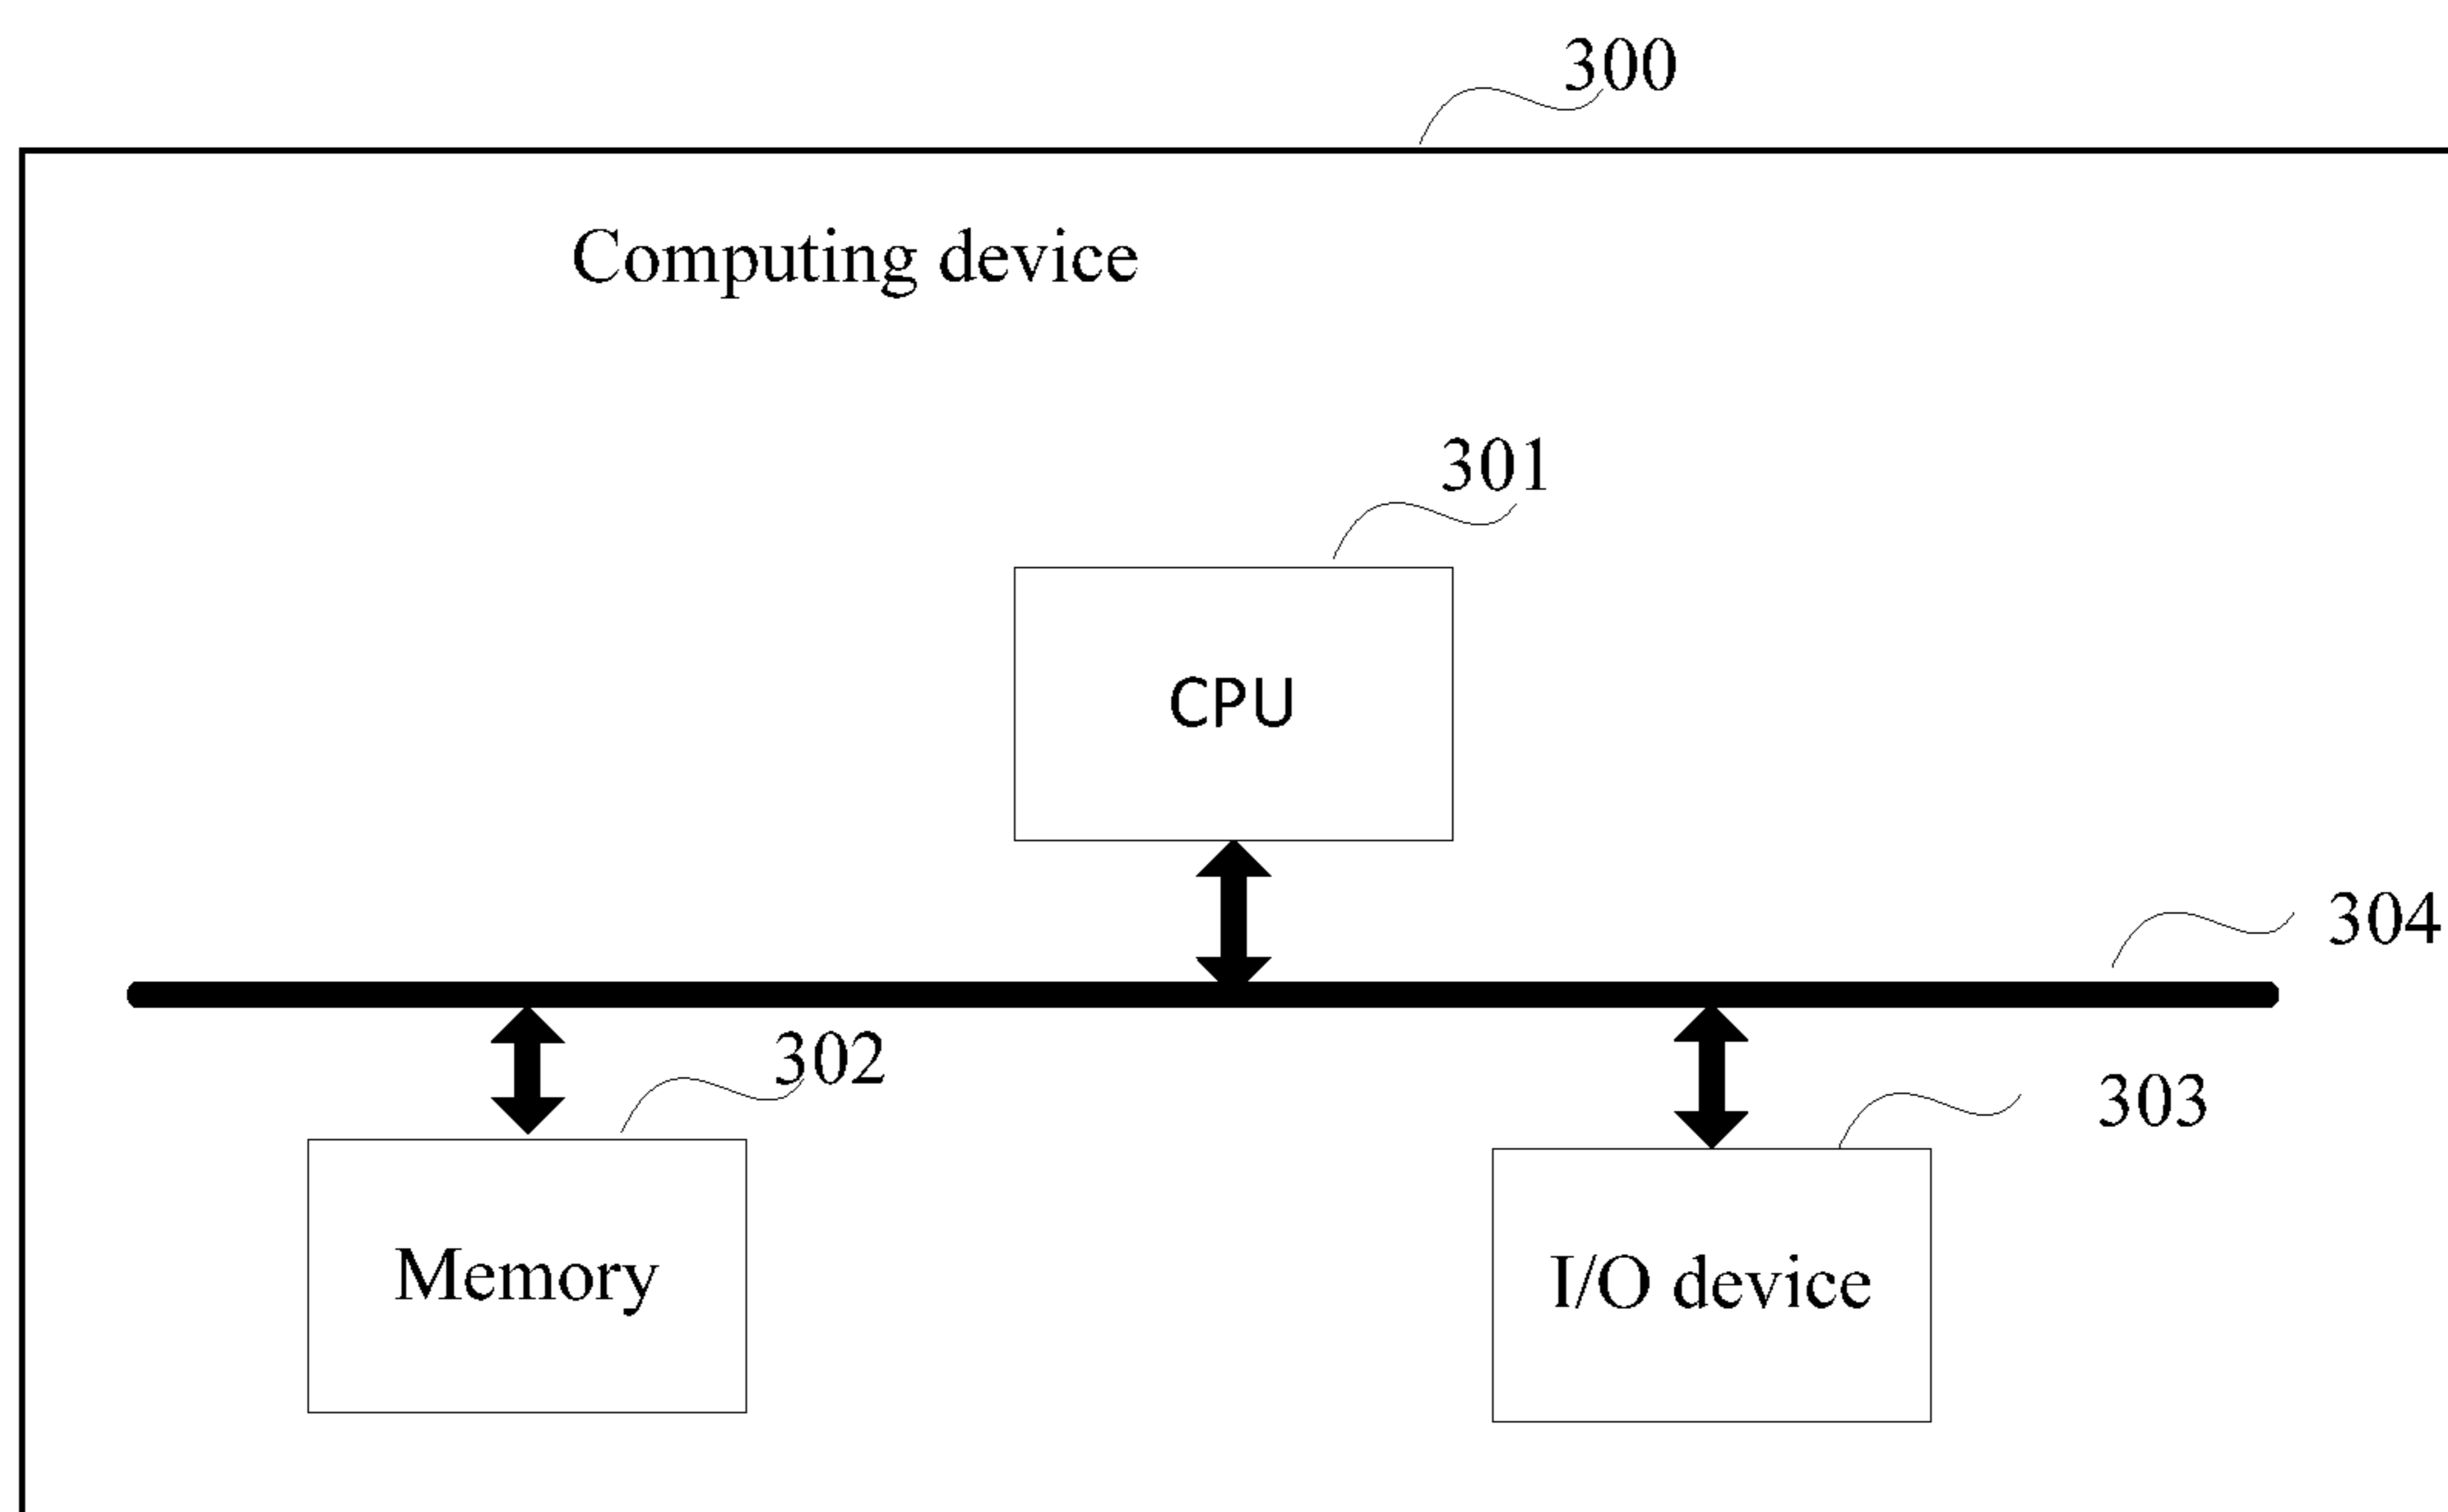 300
Computing device
301
CPU
304
302
303
Memory
I/O device